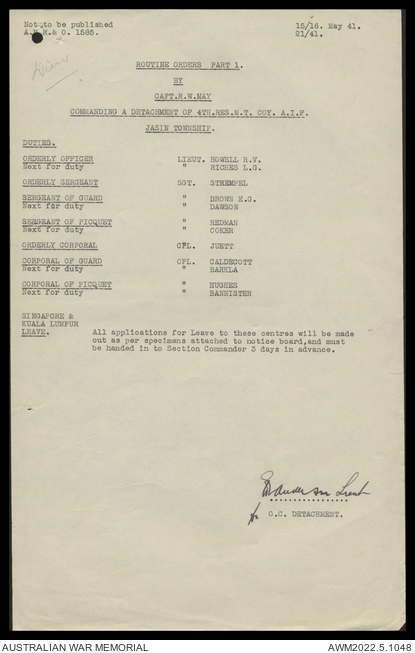 Not to be published
A.M.R.& O. 1585.
15/16. May 41.
21/41.
ROUTINE ORDERS PART 1.
BY
CAPT.R.W.MAY
COMMANDING A DETACHMENT OF 4TH.RES.M.T. COY. A.I.F.
JASIN TOWNSHIP.
DUTIES.
ORDERLY OFFICER LIEUT. HOWELL R.V.
Next for duty " RICHES L.G.
ORDERLY SERGEANT SGT. STREMPEL
SERGEANT OF GUARD " BROWN E.G.
Next for duty " DAWSON
SERGEANT OF PICQUET " REDMAN
Next for duty " COKER
ORDERLY CORPORAL CPL. JUETT
CORPORAL OF GUARD CPL. CALDECOTT
Next for duty " BARKLA
CORPORAL OF PICQUET " HUGHES
Next for duty " BANNISTER
SINGAPORE &
KUALA LUMPUR
LEAVE.
All applications for Leave to these centres will be made
out as per specimens attached to notice board,and must
be handed in to Section Commander 3 days in advance.
Lieut
for O.C. DETACHMENT.
AUSTRALIAN WAR MEMORIAL
AWM2022.5.1048